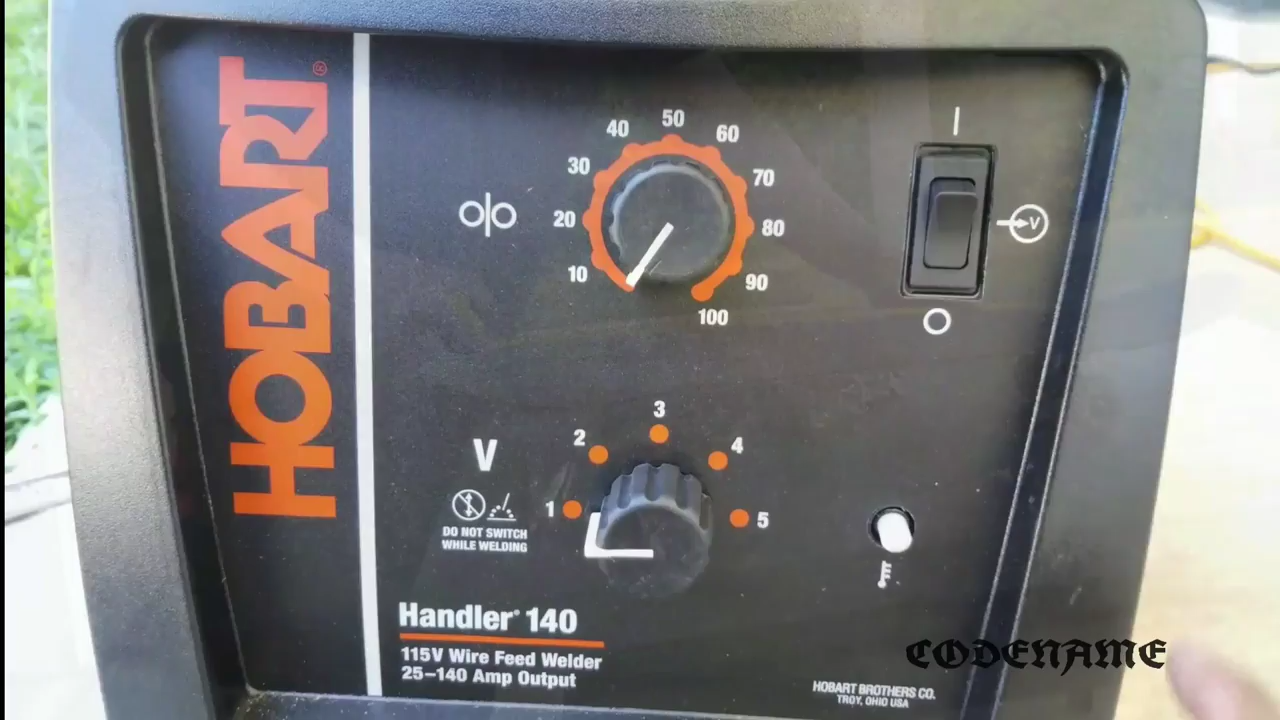 HOBART®
10
20
30
40
50
60
70
80
90
100
V
V
DO NOT SWITCH
WHILE WELDING
1
2
3
4
5
Handler® 140
115V Wire Feed Welder
25–140 Amp Output
HOBART BROTHERS CO.
TROY, OHIO USA
CODENAME